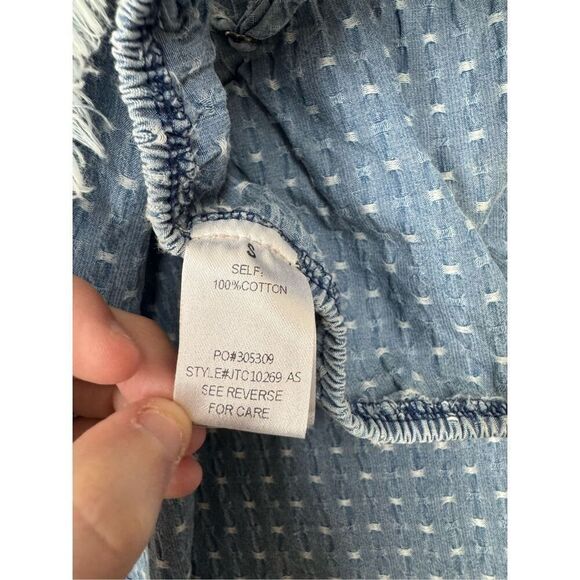 S
SELF:
100%COTTON
PO#305309
STYLE#JTC10269 AS
SEE REVERSE
FOR CARE